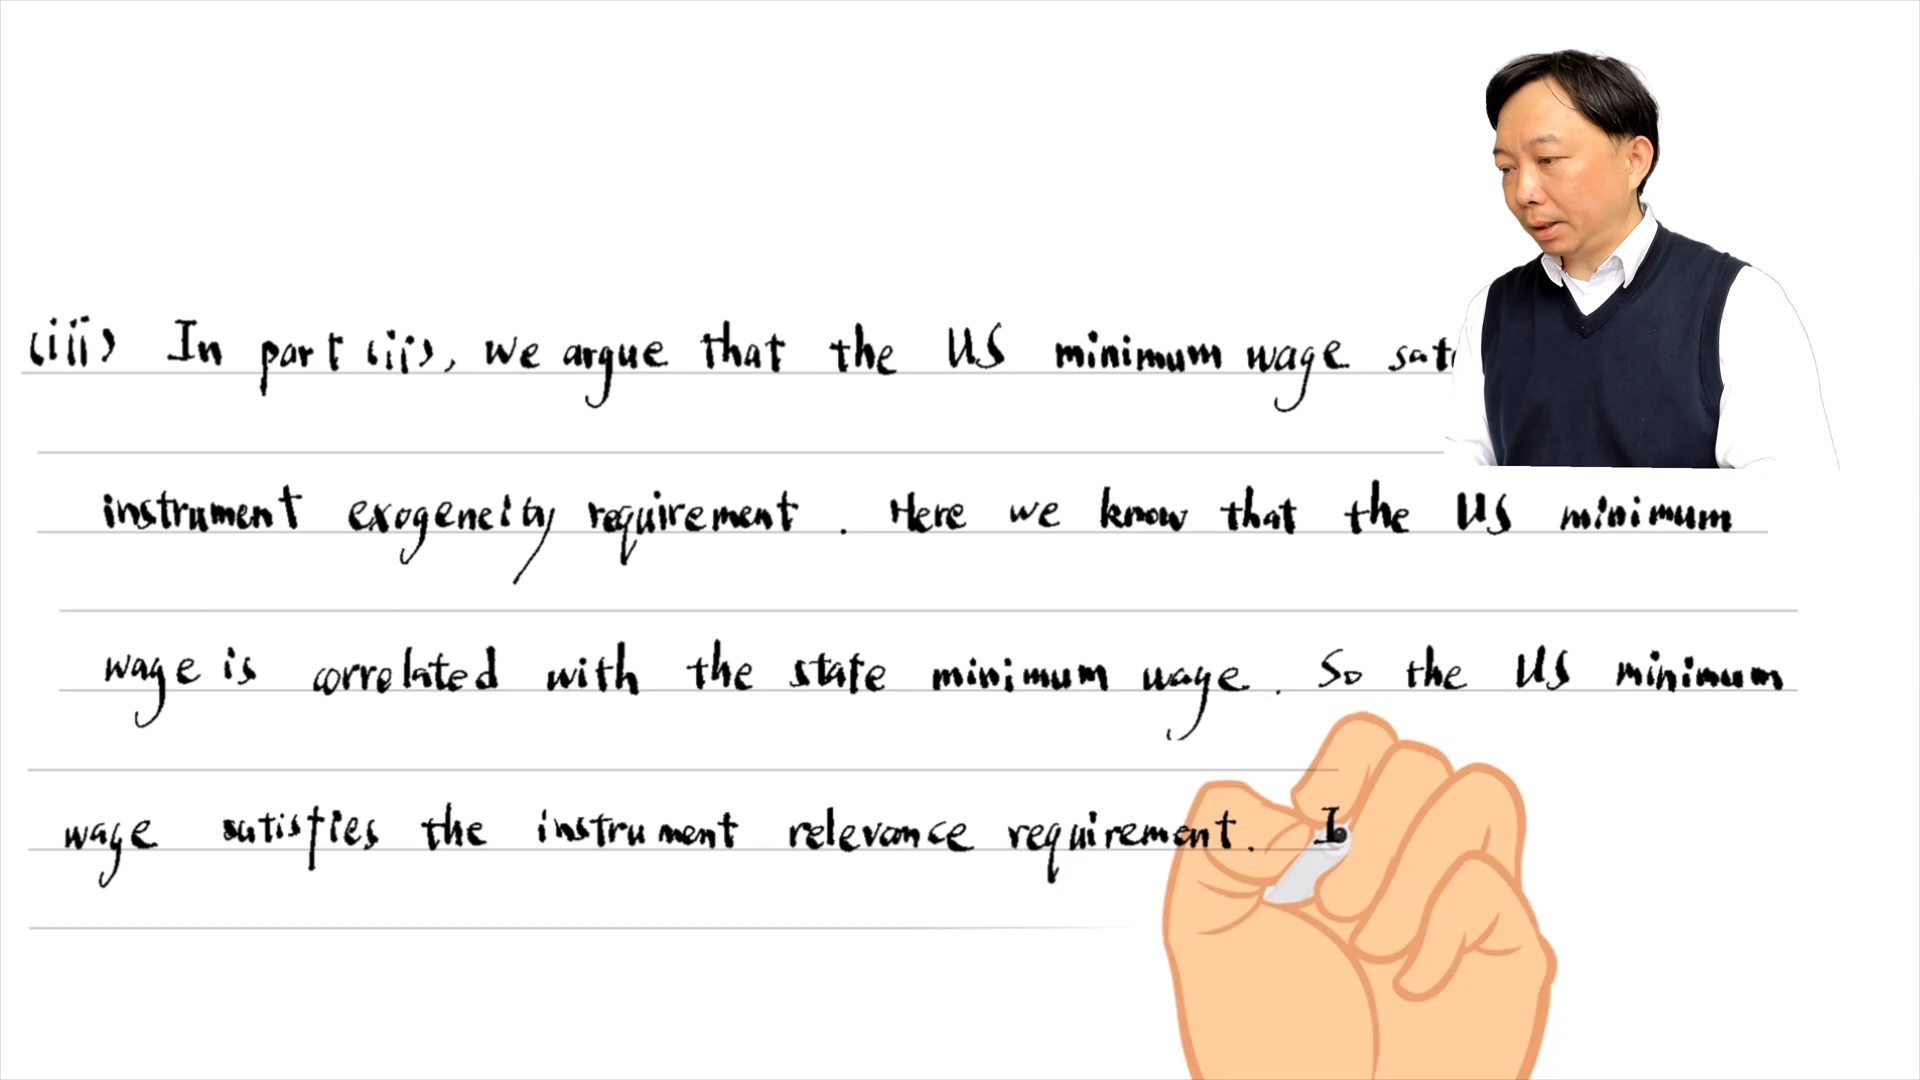 (iii) In part (ii), we argue that the US minimum wage
instrument exogeneity requirement. Here we know that the US minimum
wage is correlated with the state minimum wage. So the US minimum
wage satisfies the instrument relevance requirement. I